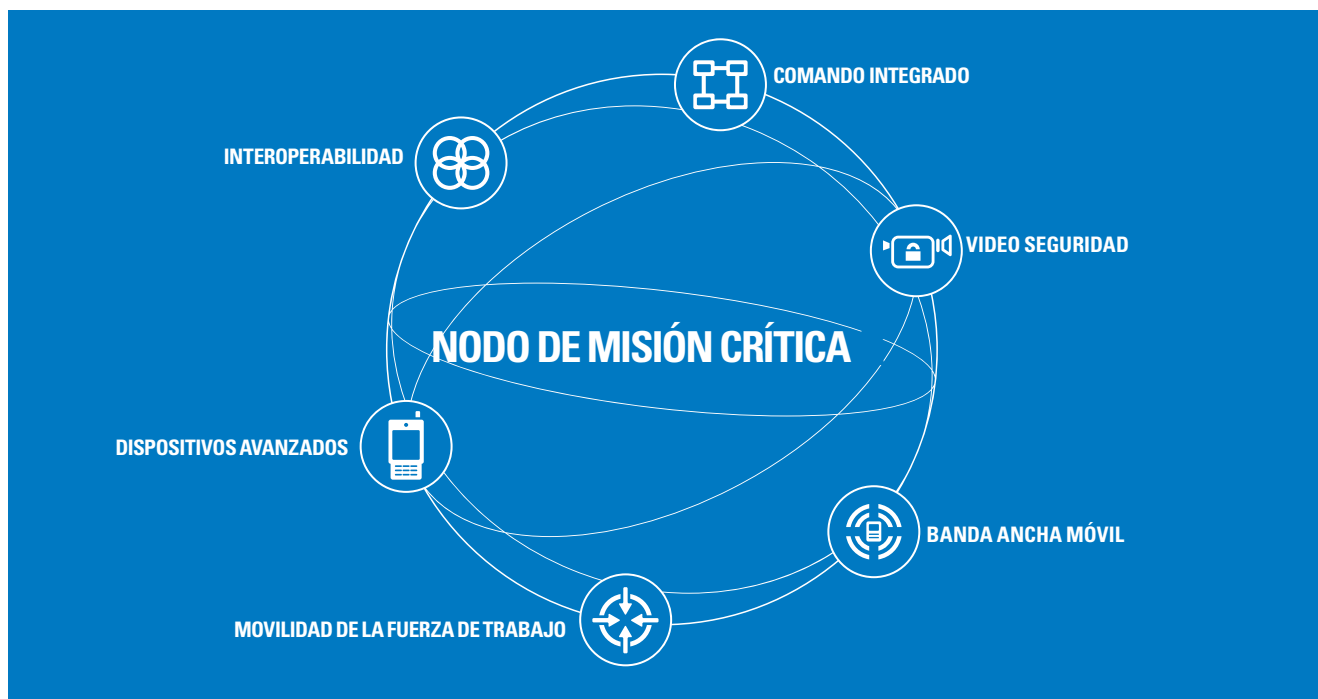 COMANDO INTEGRADO
INTEROPERABILIDAD
VIDEO SEGURIDAD
NODO DE MISIÓN CRÍTICA
DISPOSITIVOS AVANZADOS
BANDA ANCHA MÓVIL
MOVILIDAD DE LA FUERZA DE TRABAJO